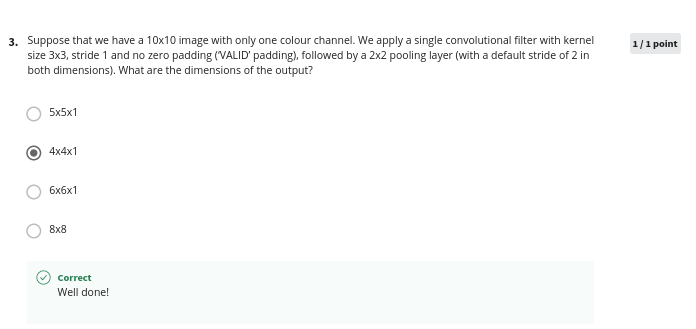 3. Suppose that we have a 10x10 image with only one colour channel. We apply a single convolutional filter with kernel
1 / 1 point
size 3x3, stride 1 and no zero padding ('VALID' padding), followed by a 2x2 pooling layer (with a default stride of 2 in
both dimensions). What are the dimensions of the output?
5x5x1
4x4x1
6x6x1
8x8
Correct
Well done!